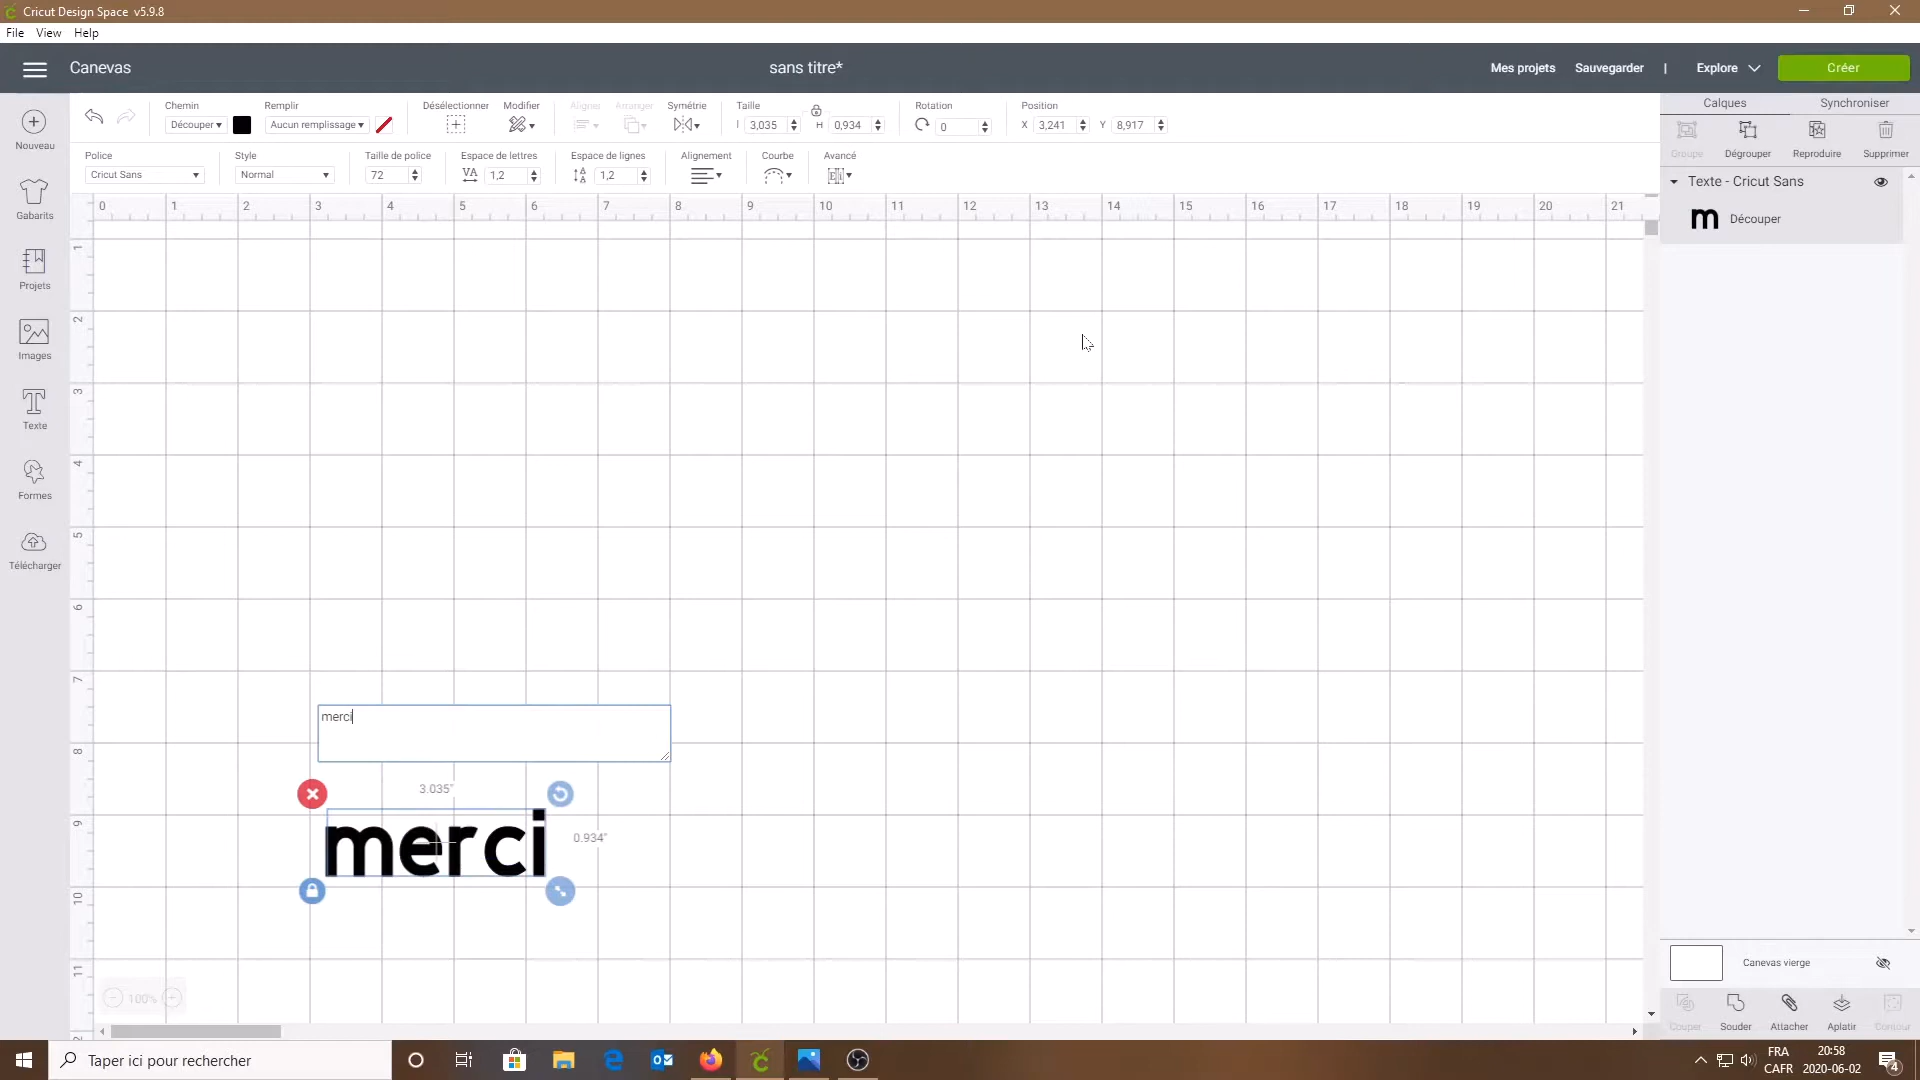 Cricut Design Space v5.9.8
File View Help
Canevas
sans titre*
Mes projets Sauvegarder | Explore Créer
Chemin Remplir Désélectionner Modifier Aligner Arranger Symétrie Taille Rotation Position
Découper Aucun remplissage l 3,035 H 0,934 0 X 3,241 Y 8,917
Police Style Taille de police Espace de lettres Espace de lignes Alignement Courbe Avancé
Cricut Sans Normal 72 VA 1,2 1,2
Calques Synchroniser
Groupe Dégrouper Reproduire Supprimer
Texte - Cricut Sans
m Découper
Nouveau
Gabarits
Projets
Images
Texte
Formes
Télécharger
0 1 2 3 4 5 6 7 8 9 10 11 12 13 14 15 16 17 18 19 20 21
1
2
3
4
5
6
7
8
9
10
11
merci
3.035"
merci
0.934"
100%
Canevas vierge
Couper Souder Attacher Aplatir Contour
Taper ici pour rechercher
FRA
CAFR
20:58
2020-06-02
4